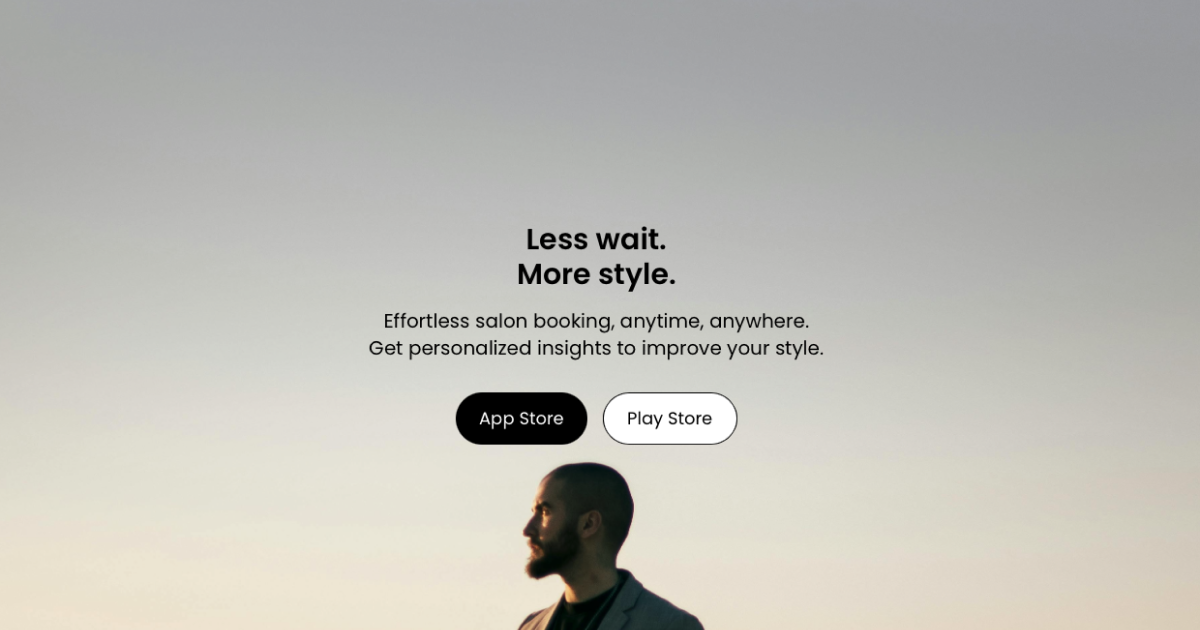 Less wait.
More style.
Effortless salon booking, anytime, anywhere.
Get personalized insights to improve your style.
App Store
Play Store